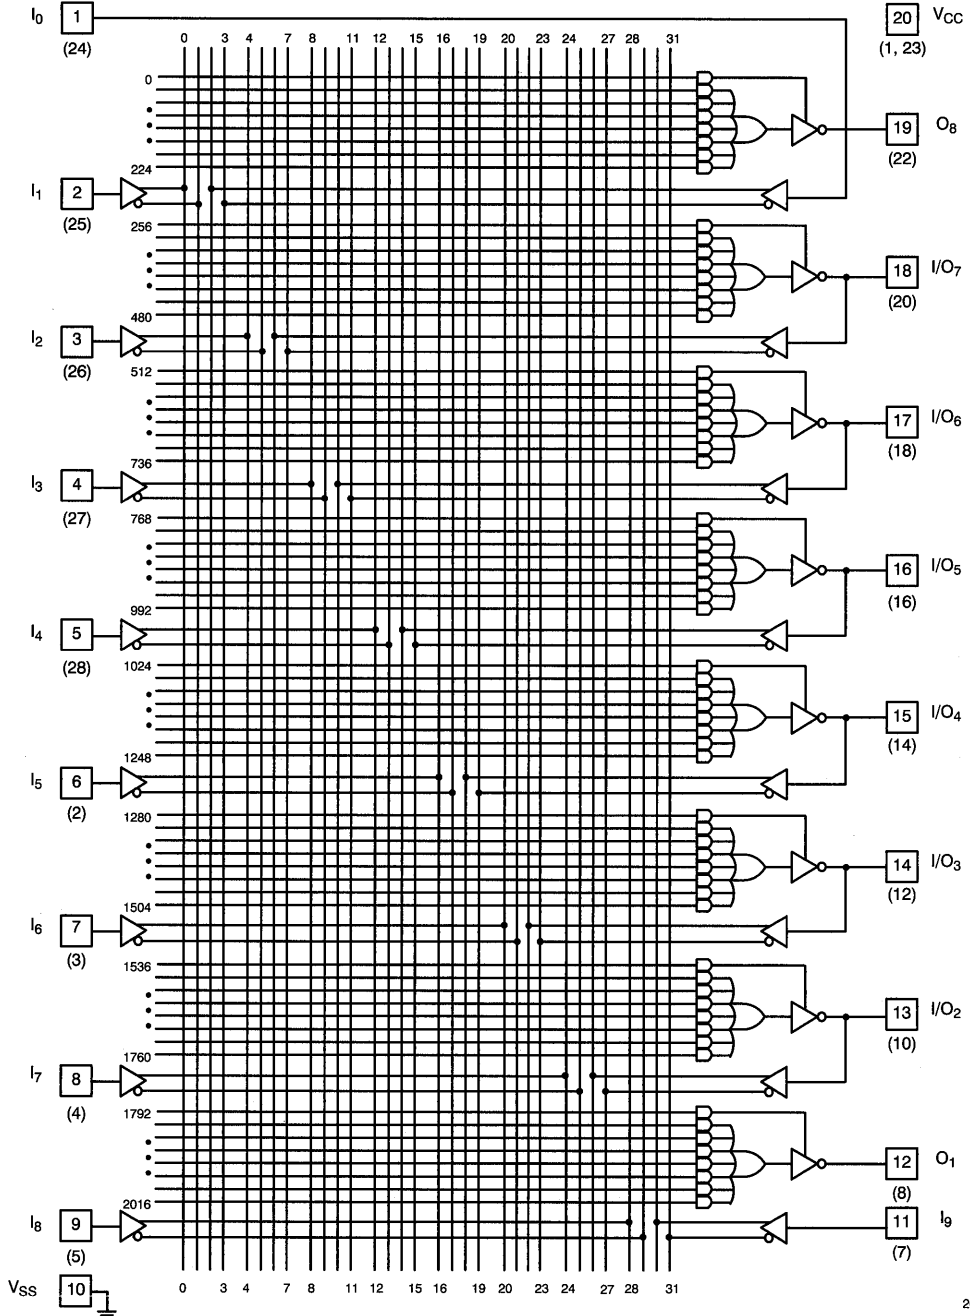 I0 1 20 VCC
(24) (1, 23)
0 3 4 7 8 11 12 15 16 19 20 23 24 27 28 31
0
19 O8
(22)
224
I1 2
(25)
256
18 I/O7
(20)
480
I2 3
(26)
512
17 I/O6
(18)
736
I3 4
(27)
768
16 I/O5
(16)
992
I4 5
(28)
1024
15 I/O4
(14)
1248
I5 6
(2)
1280
14 I/O3
(12)
1504
I6 7
(3)
1536
13 I/O2
(10)
1760
I7 8
(4)
1792
12 O1
(8)
2016
I8 9 11 I9
(5) (7)
0 3 4 7 8 11 12 15 16 19 20 23 24 27 28 31
VSS 10
2